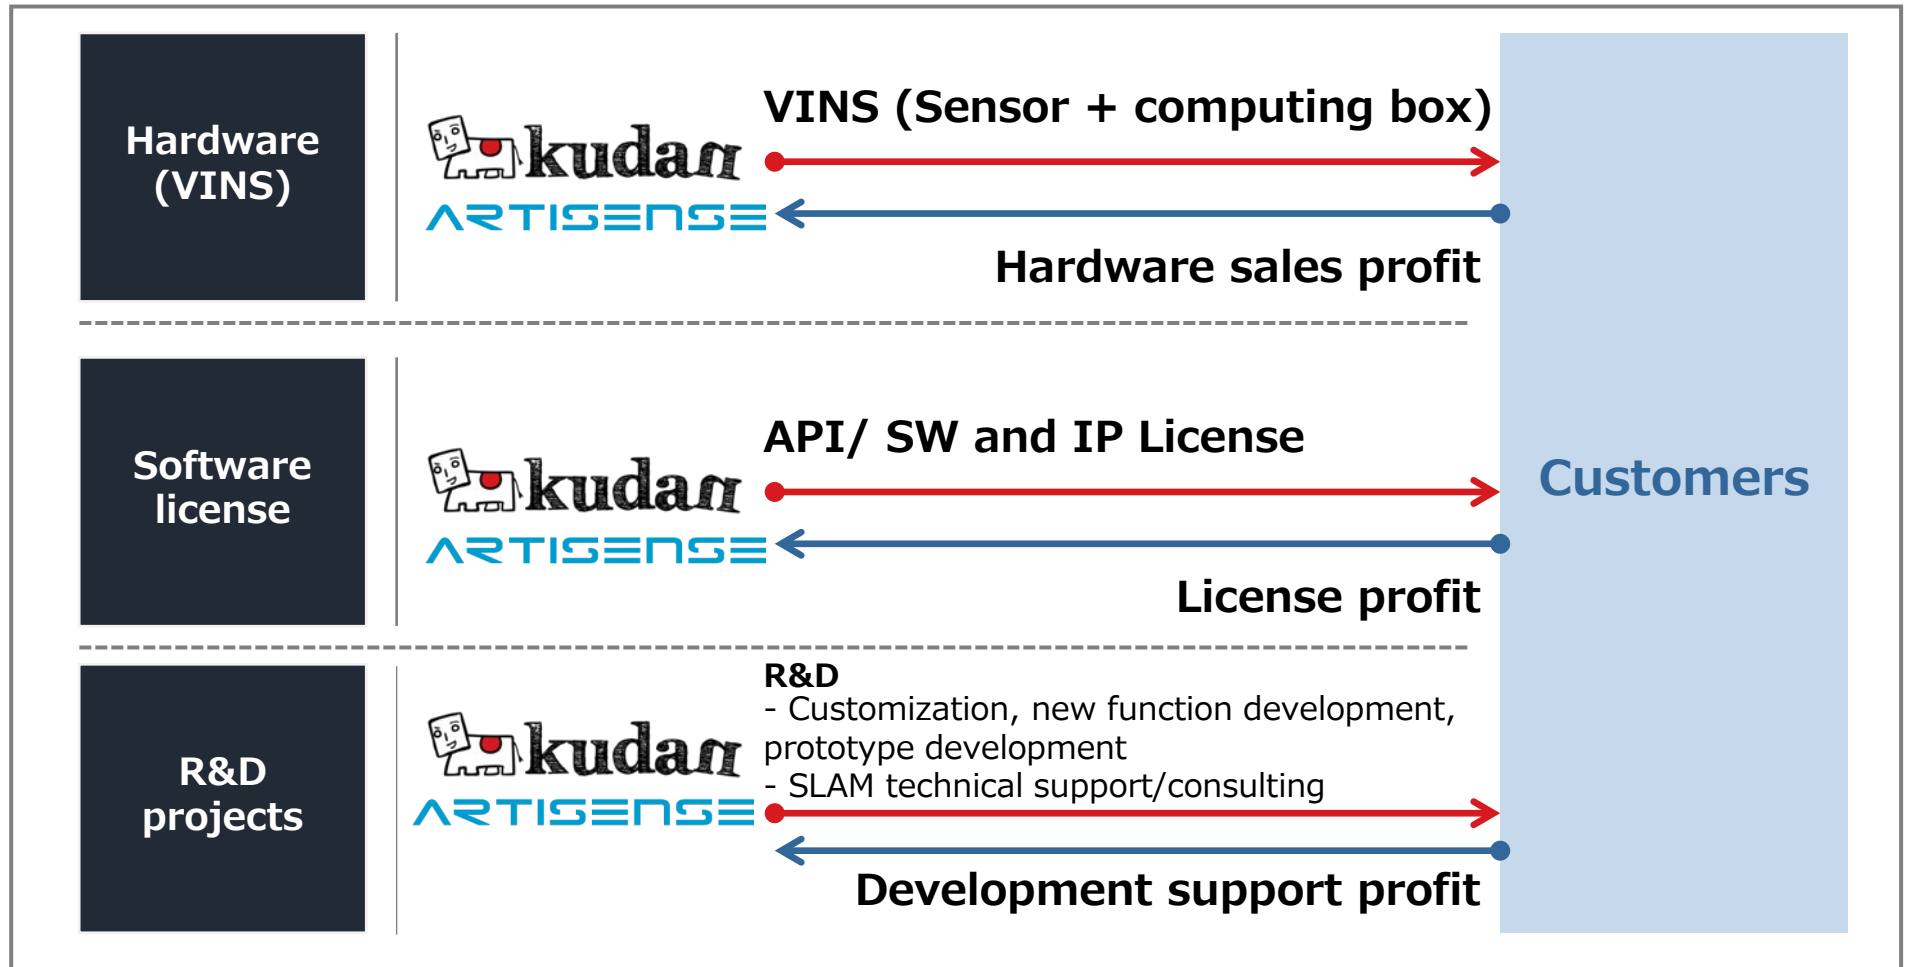 Hardware
(VINS)
kudan
ARTISENSE
VINS (Sensor + computing box)
Hardware sales profit
Software
license
kudan
ARTISENSE
API/ SW and IP License
License profit
Customers
R&D
projects
kudan
ARTISENSE
R&D
- Customization, new function development,
prototype development
- SLAM technical support/consulting
Development support profit